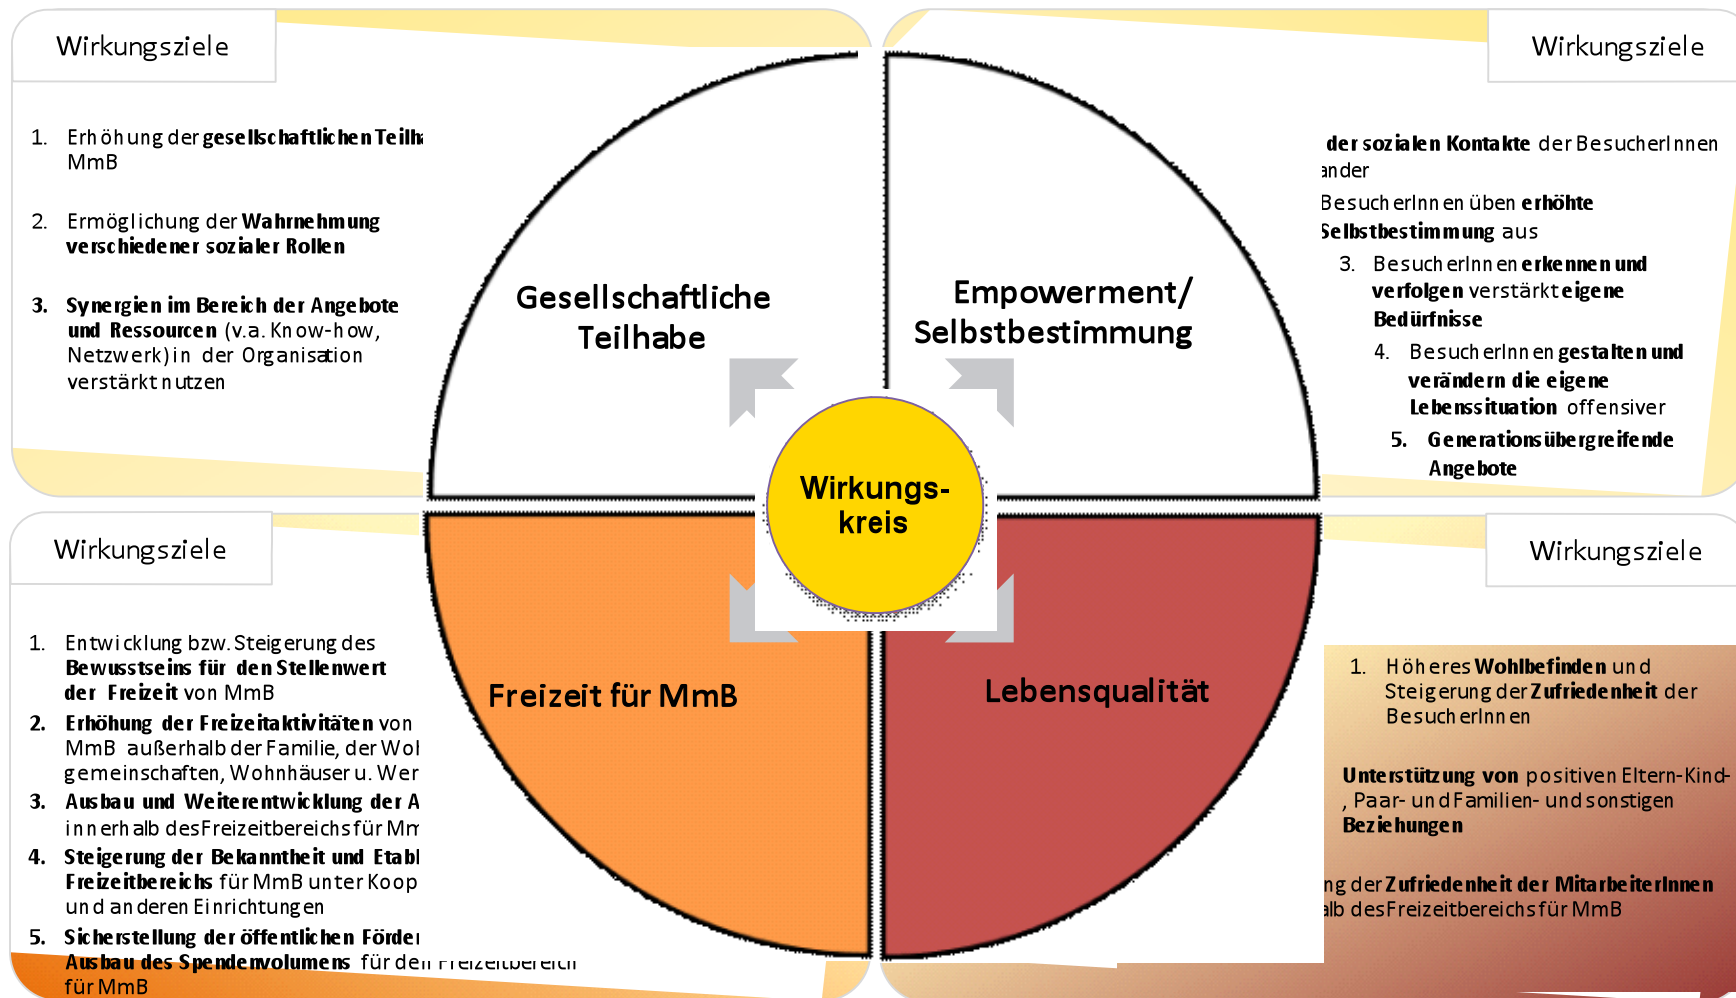 Wirkungsziele
1. Erhöhung der gesellschaftlichen
MmB
2. Ermöglichung der Wahrnehmung
verschiedener sozialer Rollen
3. Synergien im Bereich der Angebote
und Ressourcen (v.a. Know-how,
Netzwerk) in der Organisation
verstärkt nutzen
Gesellschaftliche
Teilhabe
Empowerment/
Selbstbestimmung
Wirkungsziele
der sozialen Kontakte der BesucherInnen
ander
BesucherInnen üben erhöhte
Selbstbestimmung aus
3. BesucherInnen erkennen und
verfolgen verstärkt eigene
Bedürfnisse
4. BesucherInnen gestalten und
verändern die eigene
Lebenssituation offensiver
5. Generationsübergreifende
Angebote
Wirkungs-
kreis
Wirkungsziele
1. Entwicklung bzw. Steigerung des
Bewusstseins für den Stellenwert
der Freizeit von MmB
2. Erhöhung der Freizeitaktivitäten von
MmB außerhalb der Familie, der
gemeinschaften, Wohnhäuser u.
3. Ausbau und Weiterentwicklung der
innerhalb des Freizeitbereichs für
4. Steigerung der Bekanntheit und
Freizeitbereichs für MmB unter
und anderen Einrichtungen
5. Sicherstellung der öffentlichen
Ausbau des Spendenvolumens für den Freizeitbereich
für MmB
Freizeit für MmB
Lebensqualität
Wirkungsziele
1. Höheres Wohlbefinden und
Steigerung der Zufriedenheit der
BesucherInnen
Unterstützung von positiven Eltern-Kind-
, Paar- und Familien- und sonstigen
Beziehungen
ng der Zufriedenheit der MitarbeiterInnen
alb des Freizeitbereichs für MmB